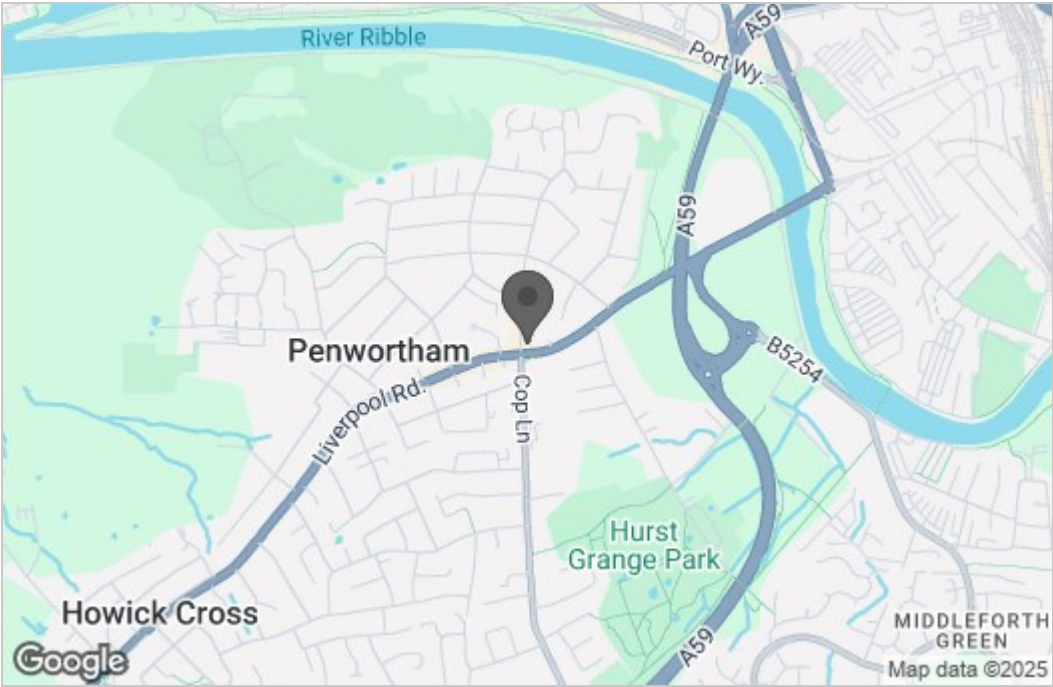 A59
River Ribble
Port Wy.
A59
Penwortham
B5254
Liverpool Rd.
Cop Ln
Hurst
Grange Park
Howick Cross
MIDDLEFORTH
GREEN
A59
Google
Map data ©2025